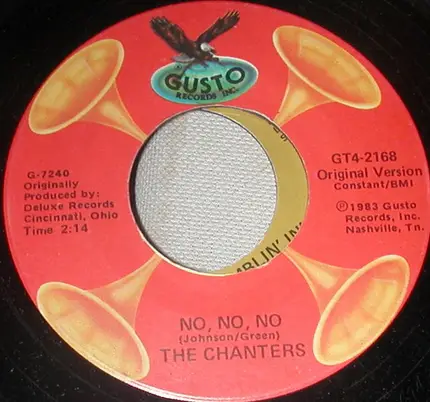 GUSTO
RECORDS INC.
G-7240
Originally
Produced by:
Deluxe Records
Cincinnati, Ohio
Time 2:14
GT4-2168
Original Version
Constant/BMI
℗1983 Gusto
Records, Inc.
Nashville, Tn.
NO, NO, NO
(Johnson/Green)
THE CHANTERS